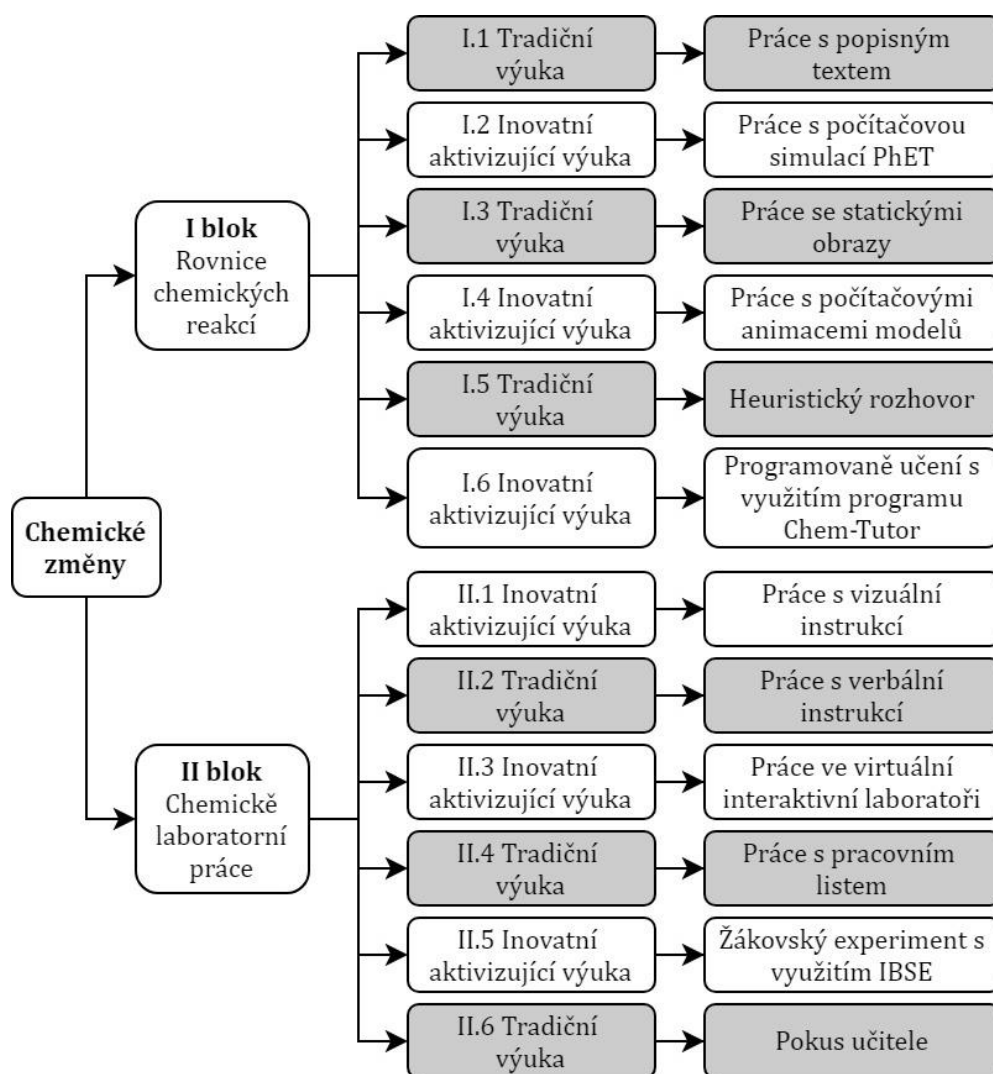 I.1 Tradiční
výuka
Práce s popisným
textem
I.2 Inovatní
aktivizující výuka
Práce s počítačovou
simulací PhET
I blok
Rovnice
chemických
reakcí
I.3 Tradiční
výuka
Práce se statickými
obrazy
I.4 Inovatní
aktivizující výuka
Práce s počítačovými
animacemi modelů
I.5 Tradiční
výuka
Heuristický rozhovor
I.6 Inovatní
aktivizující výuka
Programovaně učení s
využitím programu
Chem-Tutor
Chemické
změny
II.1 Inovatní
aktivizující výuka
Práce s vizuální
instrukcí
II.2 Tradiční
výuka
Práce s verbální
instrukcí
II blok
Chemickě
laboratorní
práce
II.3 Inovatní
aktivizující výuka
Práce ve virtuální
interaktivní laboratoři
II.4 Tradiční
výuka
Práce s pracovním
listem
II.5 Inovatní
aktivizující výuka
Žákovský experiment s
využitím IBSE
II.6 Tradiční
výuka
Pokus učitele